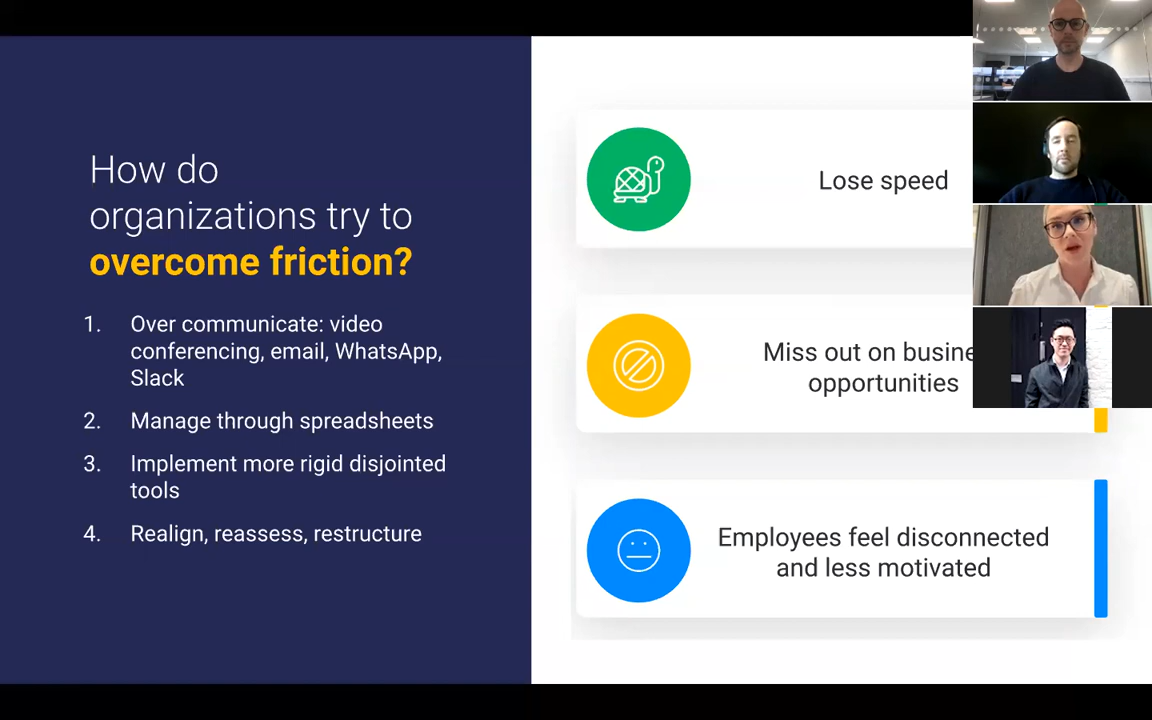 How do
organizations try to
overcome friction?
1. Over communicate: video
conferencing, email, WhatsApp,
Slack
2. Manage through spreadsheets
3. Implement more rigid disjointed
tools
4. Realign, reassess, restructure
Lose speed
Miss out on busine
opportunities
Employees feel disconnected
and less motivated